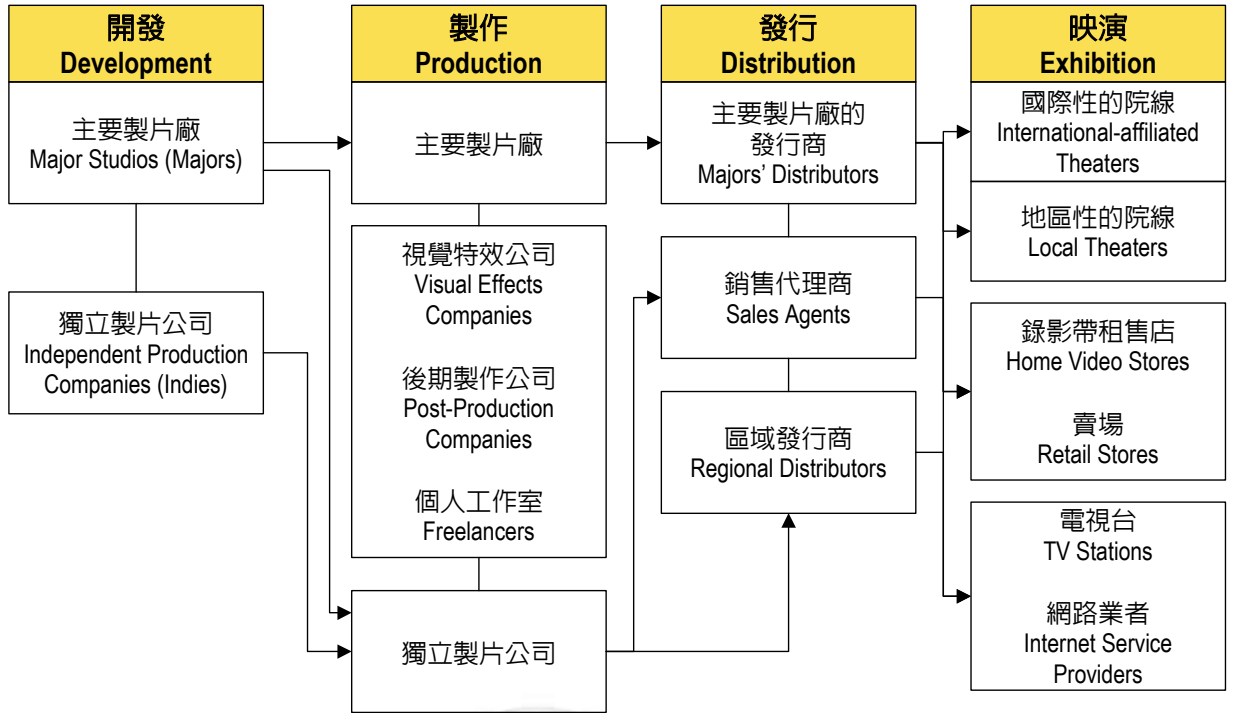 開發
Development
主要製片廠
Major Studios (Majors)
獨立製片公司
Independent Production
Companies (Indies)
製作
Production
主要製片廠
視覺特效公司
Visual Effects
Companies
後期製作公司
Post-Production
Companies
個人工作室
Freelancers
獨立製片公司
發行
Distribution
主要製片廠的
發行商
Majors’ Distributors
銷售代理商
Sales Agents
區域發行商
Regional Distributors
映演
Exhibition
國際性的院線
International-affiliated
Theaters
地區性的院線
Local Theaters
錄影帶租售店
Home Video Stores
賣場
Retail Stores
電視台
TV Stations
網路業者
Internet Service
Providers